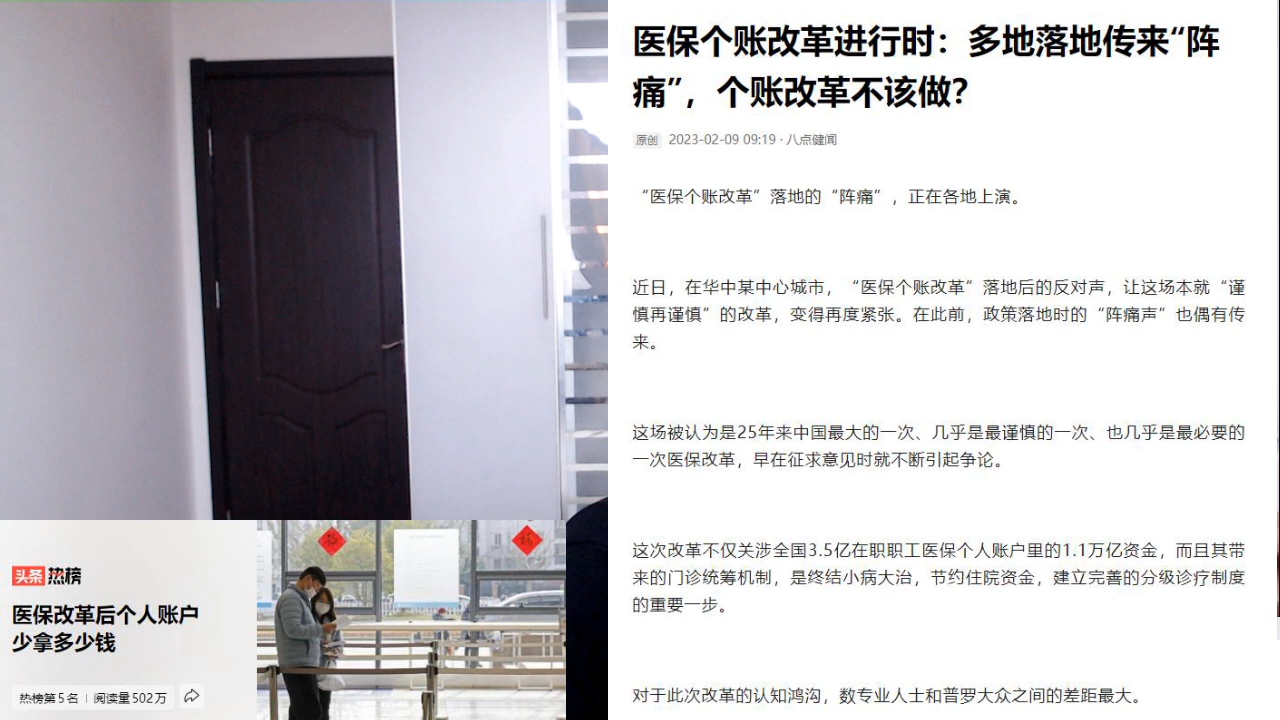 医保个账改革进行时：多地落地传来“阵
痛”，个账改革不该做？
原创 2023-02-09 09:19 · 八点健闻
“医保个账改革”落地的“阵痛”，正在各地上演。
近日，在华中某中心城市，“医保个账改革”落地后的反对声，让这场本就“谨
慎再谨慎”的改革，变得再度紧张。在此前，政策落地时的“阵痛声”也偶有传
来。
这场被认为是25年来中国最大的一次、几乎是最谨慎的一次、也几乎是最必要的
一次医保改革，早在征求意见时就不断引起争论。
这次改革不仅关涉全国3.5亿在职职工医保个人账户里的1.1万亿资金，而且其带
来的门诊统筹机制，是终结小病大治，节约住院资金，建立完善的分级诊疗制度
的重要一步。
对于此次改革的认知鸿沟，数专业人士和普罗大众之间的差距最大。
头条热榜
医保改革后个人账户
少拿多少钱
热榜第5名 | 阅读量502万
福
福